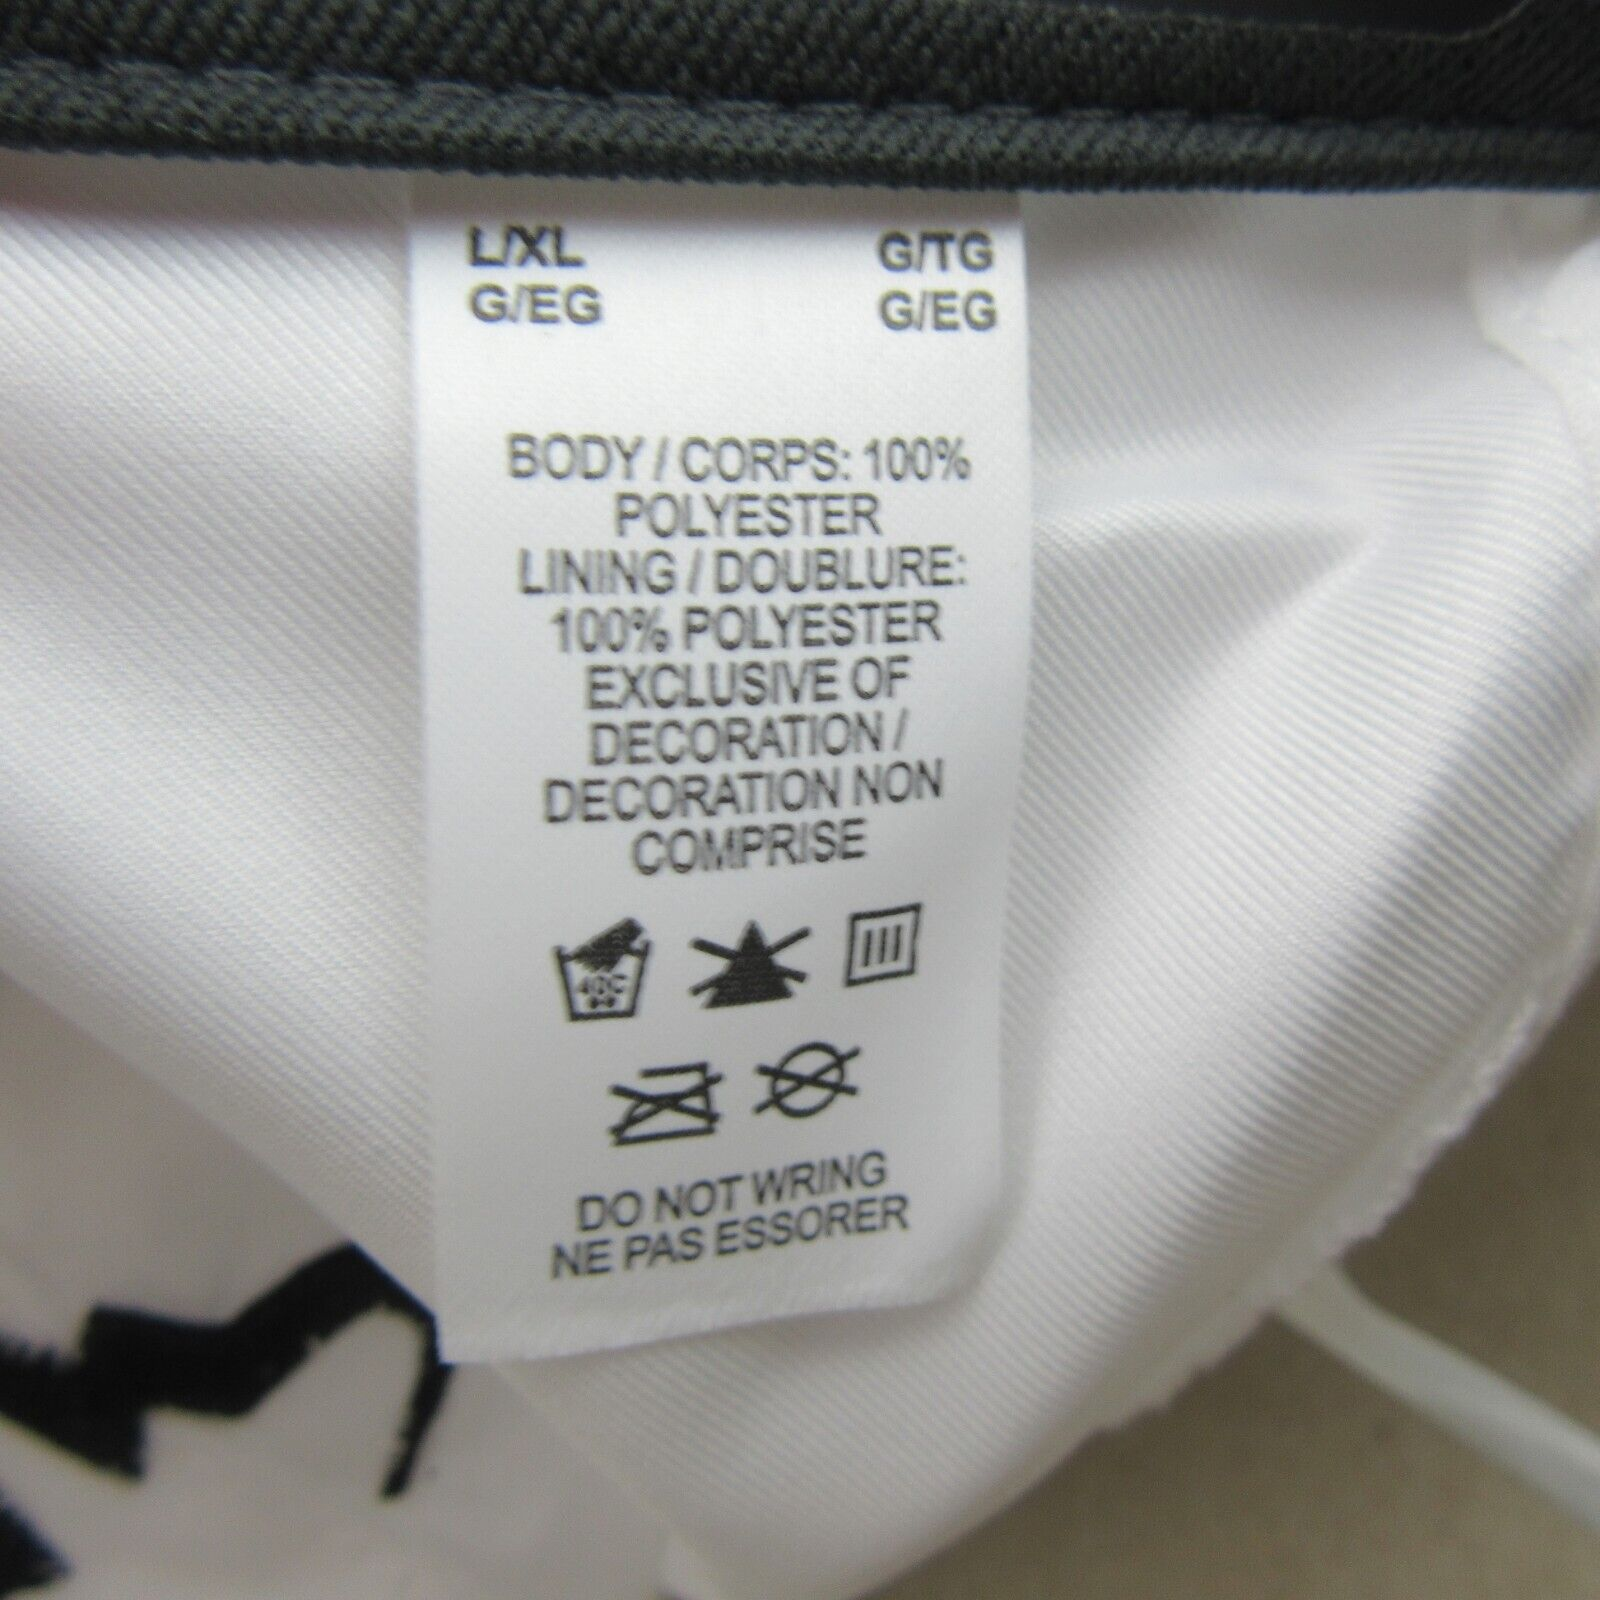 L/XL G/TG
G/EG G/EG
BODY / CORPS: 100%
POLYESTER
LINING / DOUBLURE:
100% POLYESTER
EXCLUSIVE OF
DECORATION /
DECORATION NON
COMPRISE
40C
DO NOT WRING
NE PAS ESSORER